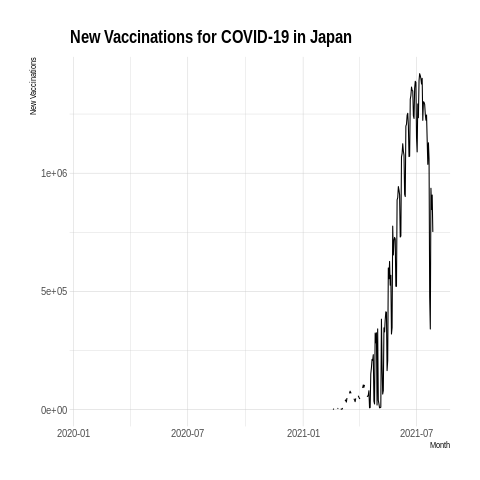 New Vaccinations for COVID-19 in Japan
New Vaccinations
1e+06
5e+05
0e+00
2020-01 2020-07 2021-01 2021-07
Month